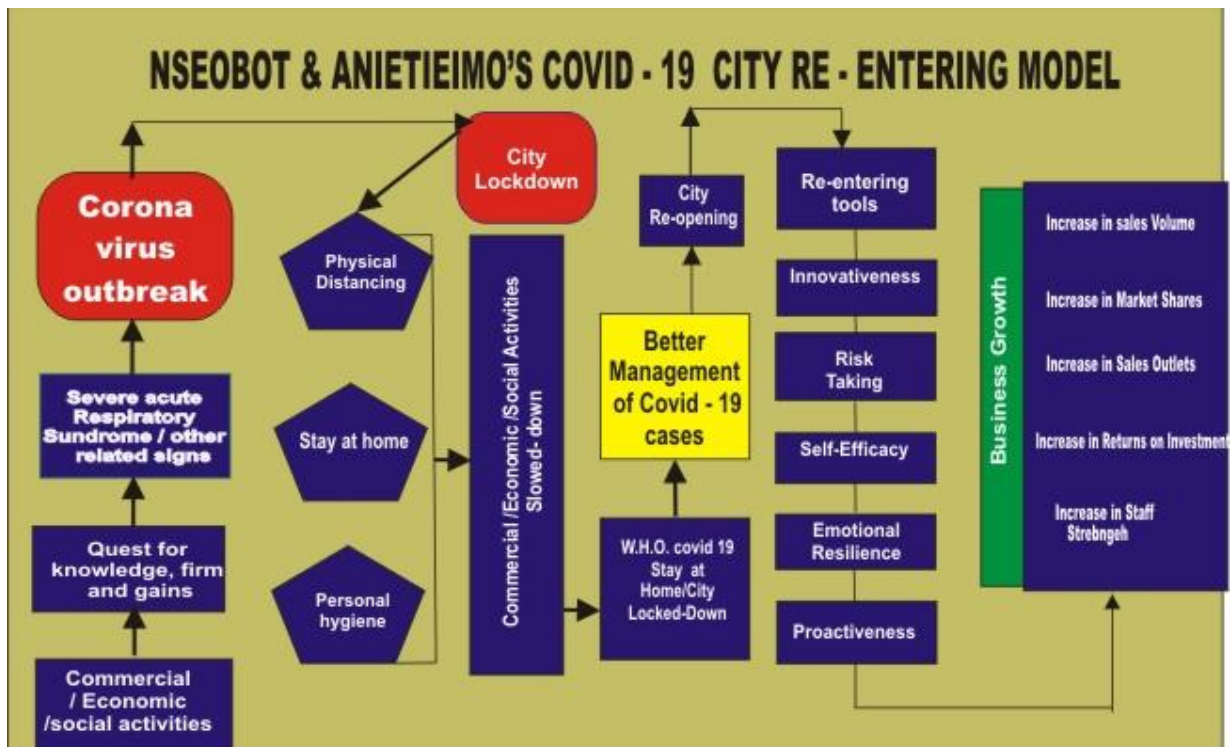 NSEOBOT & ANIETIEIMO'S COVID - 19 CITY RE - ENTERING MODEL
Corona
virus
outbreak
Severe acute
Respiratory
Sundrome / other
related signs
Quest for
knowledge, firm
and gains
Commercial
/ Economic
/social activities
City
Lockdown
Physical
Distancing
Stay at home
Personal
hygiene
Commercial /Economic /Social Activities
Slowed- down
W.H.O. covid 19
Stay at
Home/City
Locked-Down
Better
Management
of Covid - 19
cases
City
Re-opening
Re-entering
tools
Innovativeness
Risk
Taking
Self-Efficacy
Emotional
Resilience
Proactiveness
Business Growth
Increase in sales Volume
Increase in Market Shares
Increase in Sales Outlets
Increase in Returns on Investment
Increase in Staff
Strebngeh